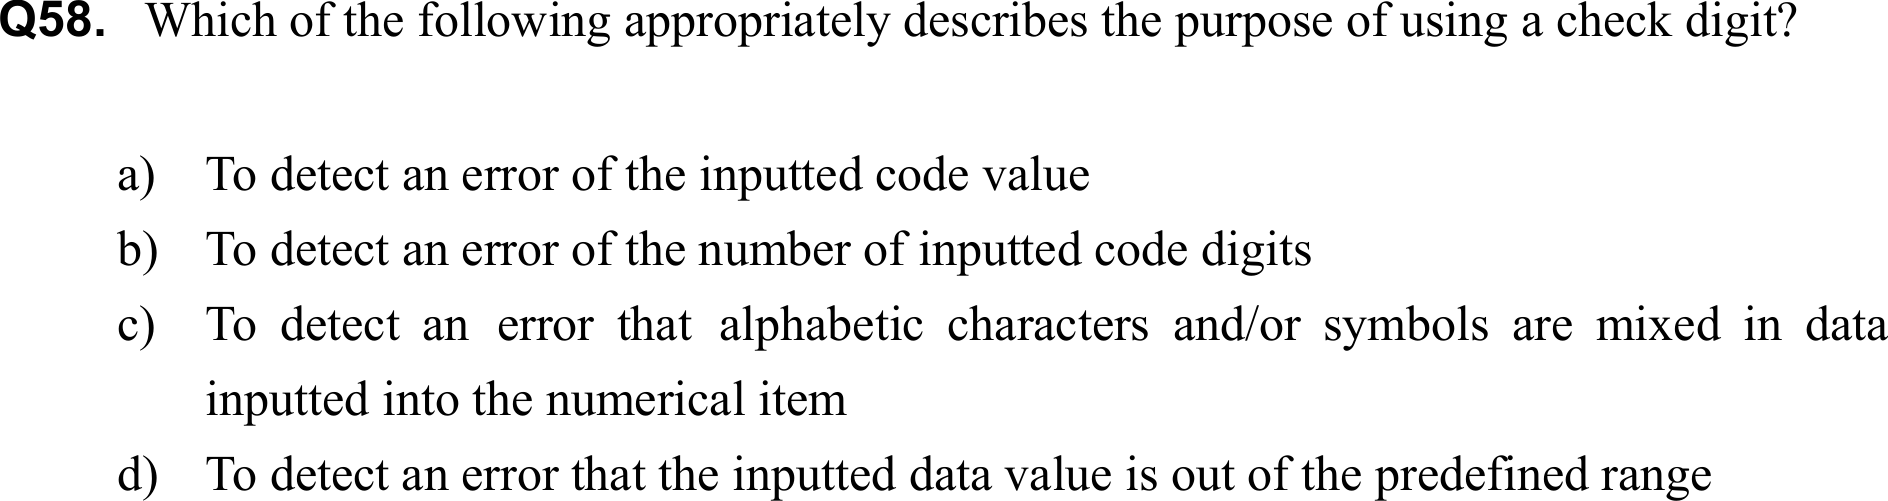 Q58. Which of the following appropriately describes the purpose of using a check digit?
a) To detect an error of the inputted code value
b) To detect an error of the number of inputted code digits
c) To detect an error that alphabetic characters and/or symbols are mixed in data
inputted into the numerical item
d) To detect an error that the inputted data value is out of the predefined range